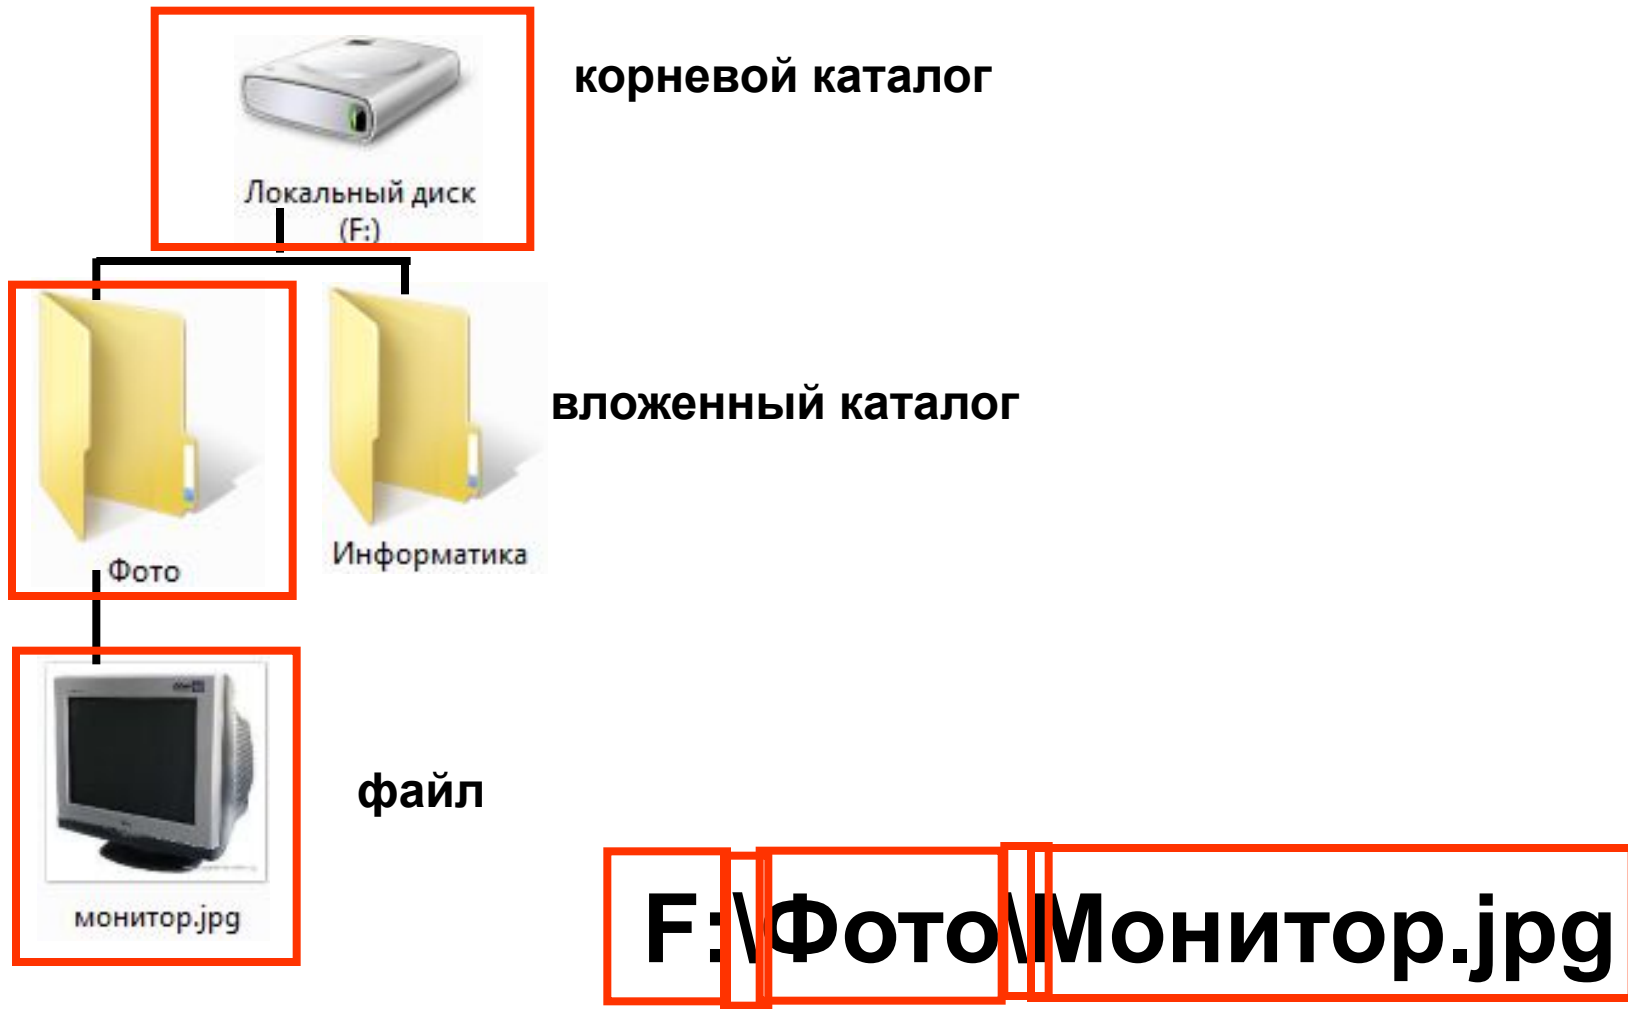 корневой каталог
Локальный диск
(F:)
вложенный каталог
Фото
Информатика
файл
монитор.jpg
F:\Фото\Монитор.jpg